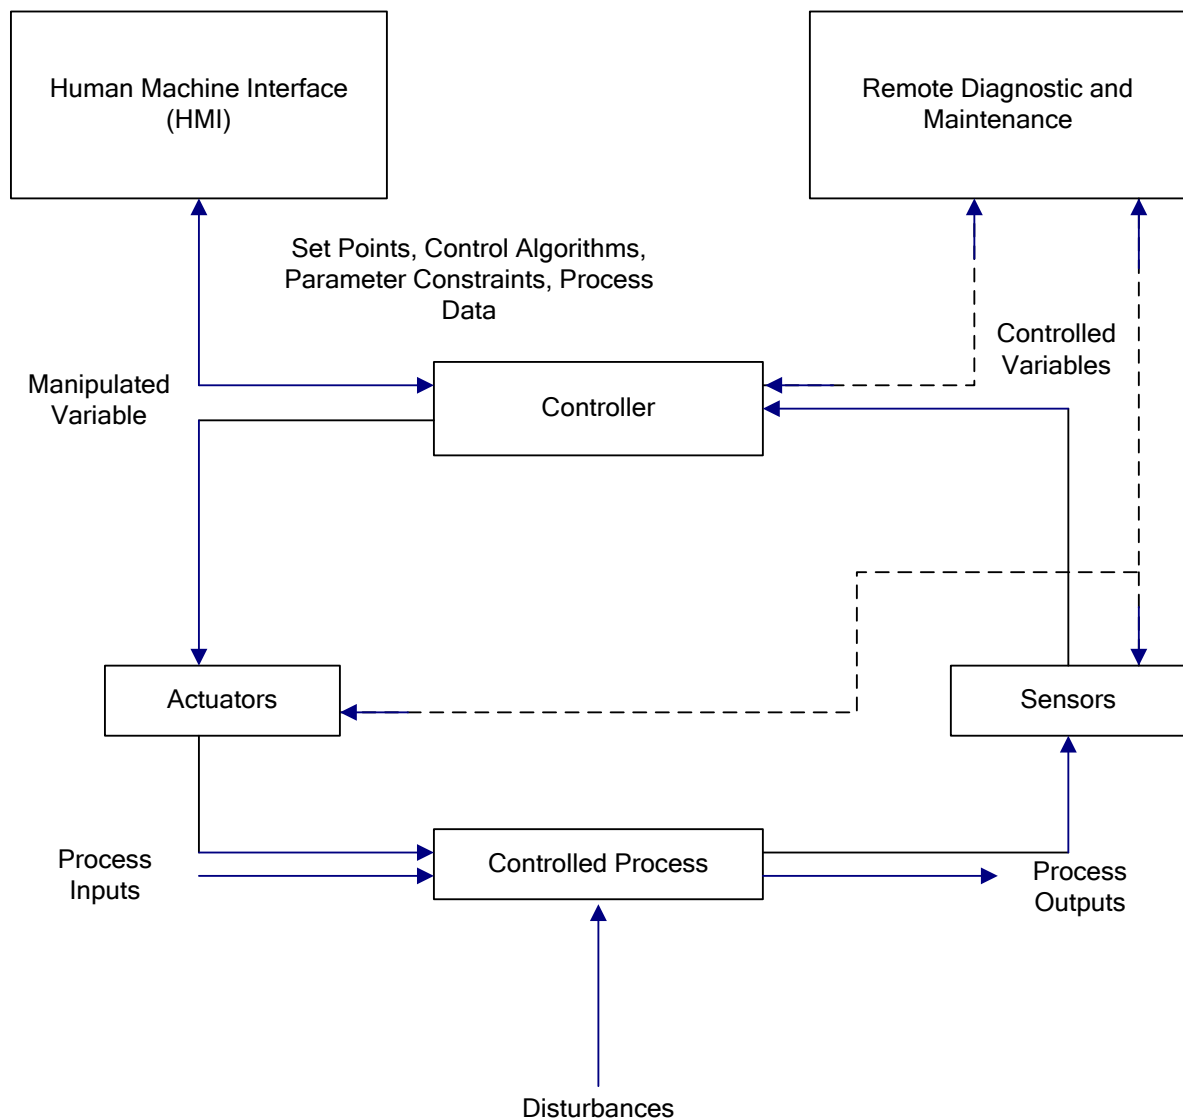 Human Machine Interface
(HMI)
Remote Diagnostic and
Maintenance
Set Points, Control Algorithms,
Parameter Constraints, Process
Data
Controlled
Variables
Manipulated
Variable
Controller
Actuators
Sensors
Process
Inputs
Controlled Process
Process
Outputs
Disturbances